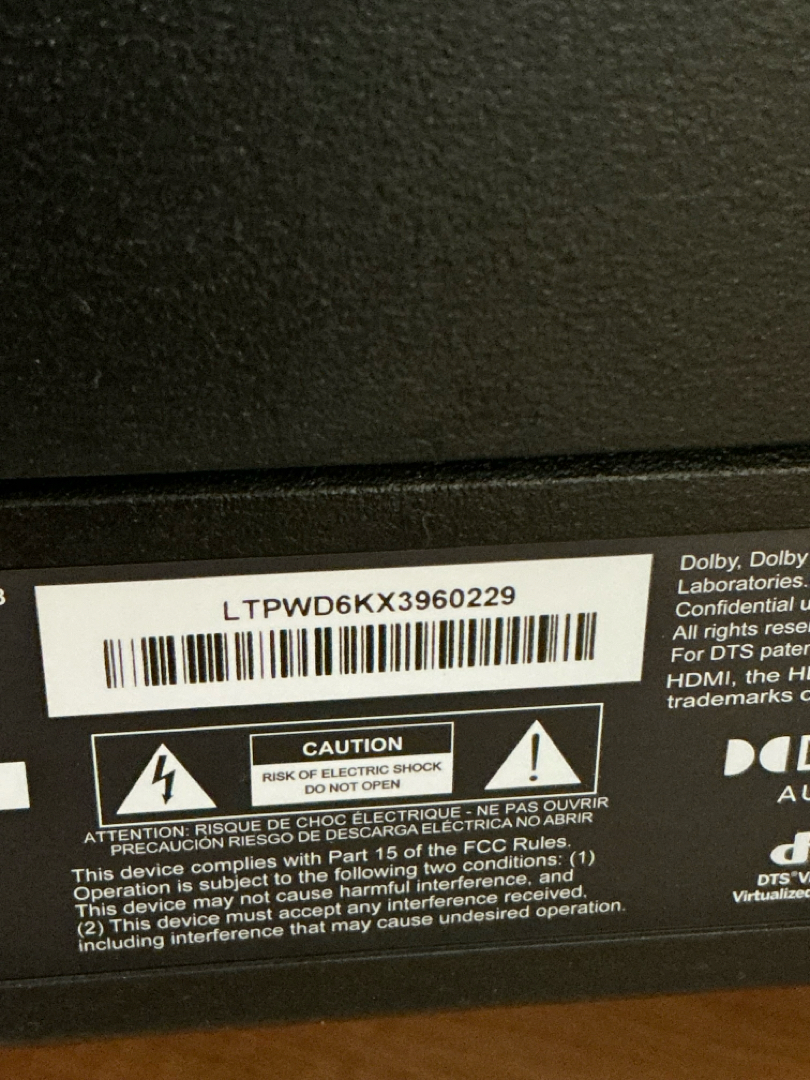 LTPWD6KX3960229
CAUTION
RISK OF ELECTRIC SHOCK
DO NOT OPEN
ATTENTION: RISQUE DE CHOC ÉLECTRIQUE - NE PAS OUVRIR
PRECAUCIÓN RIESGO DE DESCARGA ELÉCTRICA NO ABRIR
This device complies with Part 15 of the FCC Rules.
Operation is subject to the following two conditions: (1)
This device may not cause harmful interference, and
(2) This device must accept any interference received,
including interference that may cause undesired operation.
Dolby, Dolby
Laboratories.
Confidential
All rights
For DTS
HDMI, the
trademarks
DTS